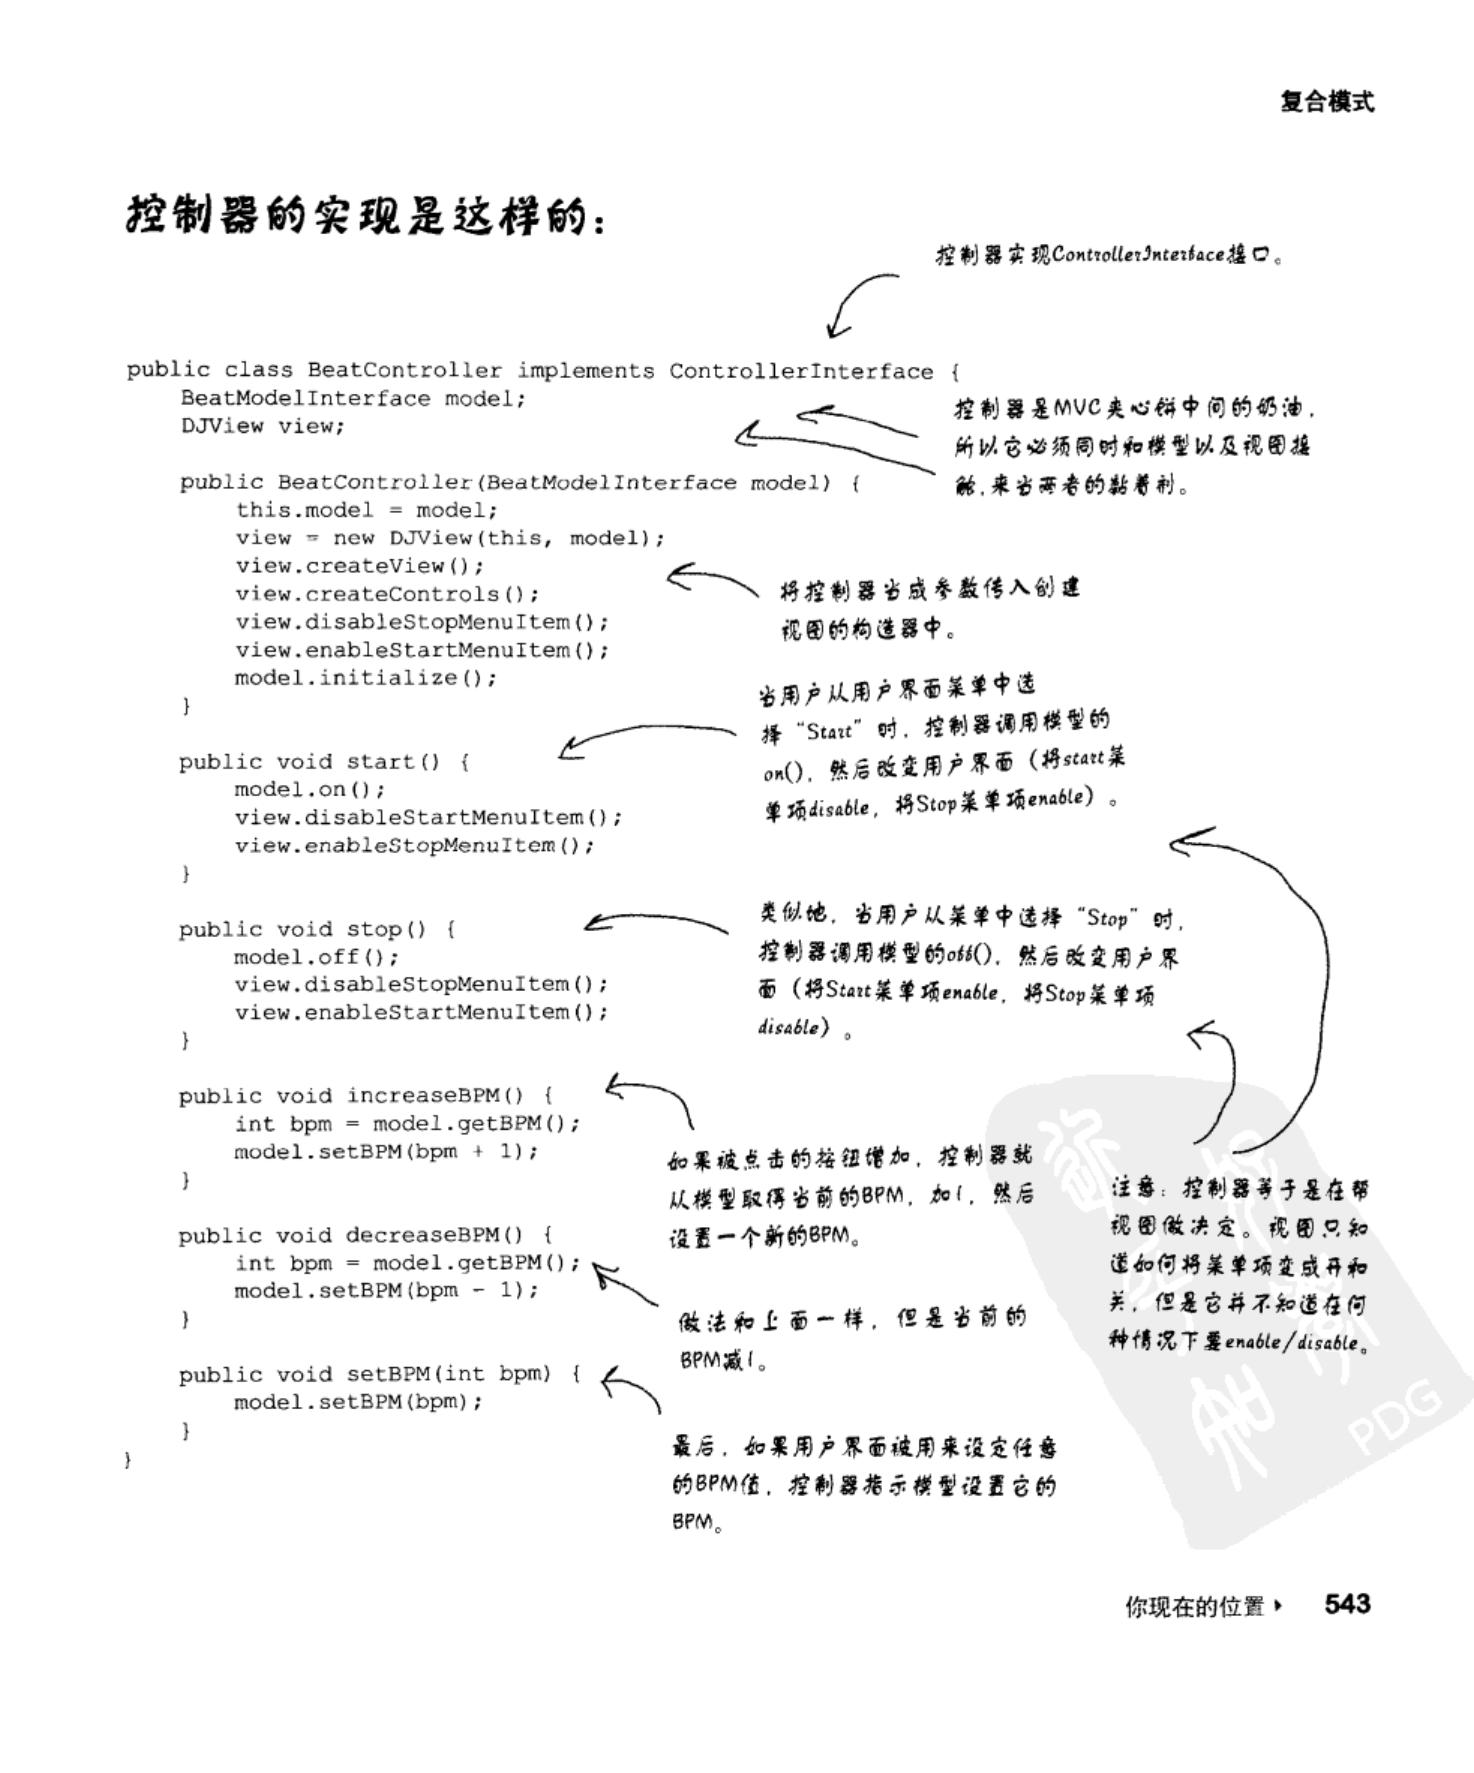 复合模式
控制器的实现是这样的：
控制器实现ControllerInterface接口。
public class BeatController implements ControllerInterface {
BeatModelInterface model;
DJView view;
控制器是MVC夹心饼中间的奶油，
所以它必须同时和模型以及视图接
触，来当两者的黏着剂。
public BeatController(BeatModelInterface model) {
this.model = model;
view = new DJView(this, model);
view.createView();
view.createControls();
view.disableStopMenuItem();
view.enableStartMenuItem();
model.initialize();
}
将控制器当成参数传入创建
视图的构造器中。
当用户从用户界面菜单中选
择“Start”时，控制器调用模型的
on()，然后改变用户界面（将start菜
单项disable，将Stop菜单项enable）。
public void start() {
model.on();
view.disableStartMenuItem();
view.enableStopMenuItem();
}
类似地，当用户从菜单中选择“Stop”时，
控制器调用模型的off()，然后改变用户界
面（将Start菜单项enable，将Stop菜单项
disable）。
public void stop() {
model.off();
view.disableStopMenuItem();
view.enableStartMenuItem();
}
public void increaseBPM() {
int bpm = model.getBPM();
model.setBPM(bpm + 1);
}
如果被点击的按钮增加，控制器就
从模型取得当前的BPM，加1，然后
设置一个新的BPM。
注意：控制器等于是在帮
视图做决定。视图只知
道如何将菜单项变成开和
关，但是它并不知道在何
种情况下要enable/disable。
public void decreaseBPM() {
int bpm = model.getBPM();
model.setBPM(bpm - 1);
}
做法和上面一样，但是当前的
BPM减1。
public void setBPM(int bpm) {
model.setBPM(bpm);
}
}
最后，如果用户界面被用来设定任意
的BPM值，控制器指示模型设置它的
BPM。
PDG
你现在的位置 ▸ 543